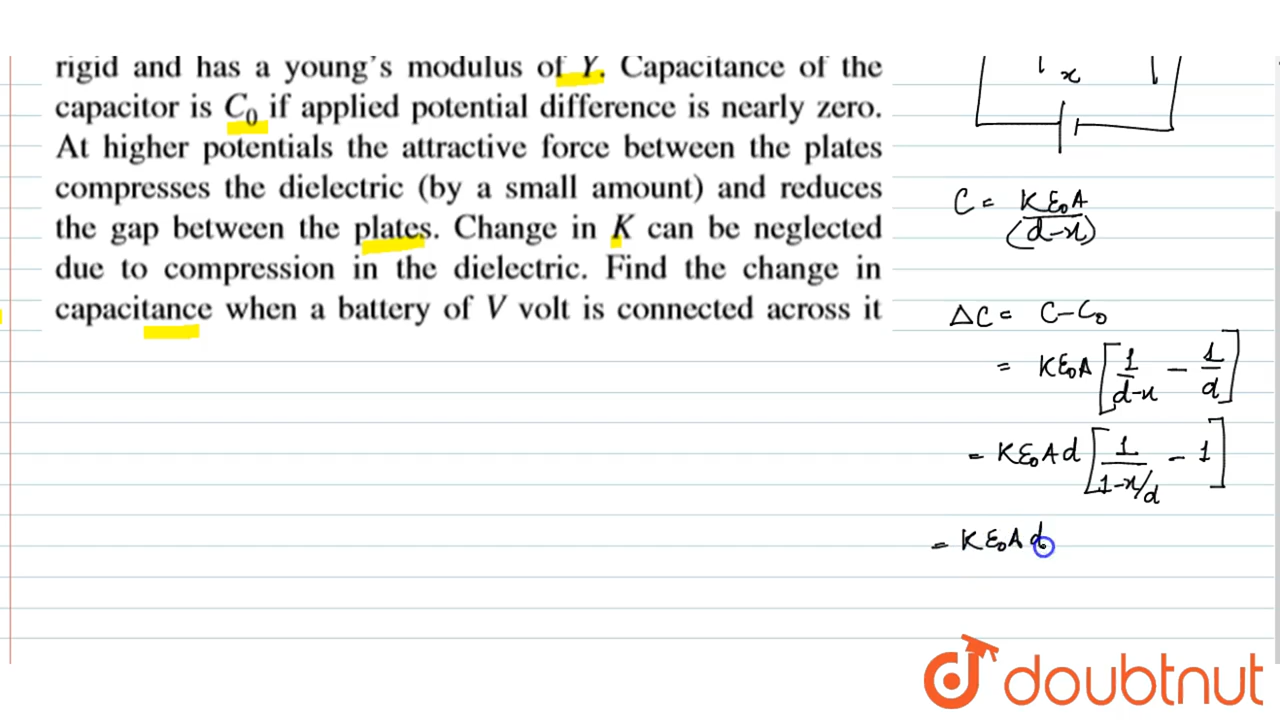 rigid and has a young's modulus of Y. Capacitance of the
capacitor is C₀ if applied potential difference is nearly zero.
At higher potentials the attractive force between the plates
compresses the dielectric (by a small amount) and reduces
the gap between the plates. Change in K can be neglected
due to compression in the dielectric. Find the change in
capacitance when a battery of V volt is connected across it
x
C = Kε₀A/(d-x)
ΔC = C-C₀
= Kε₀A[1/d-x - 1/d]
= Kε₀Ad[1/1-x/d - 1]
= Kε₀Ad
doubtnut